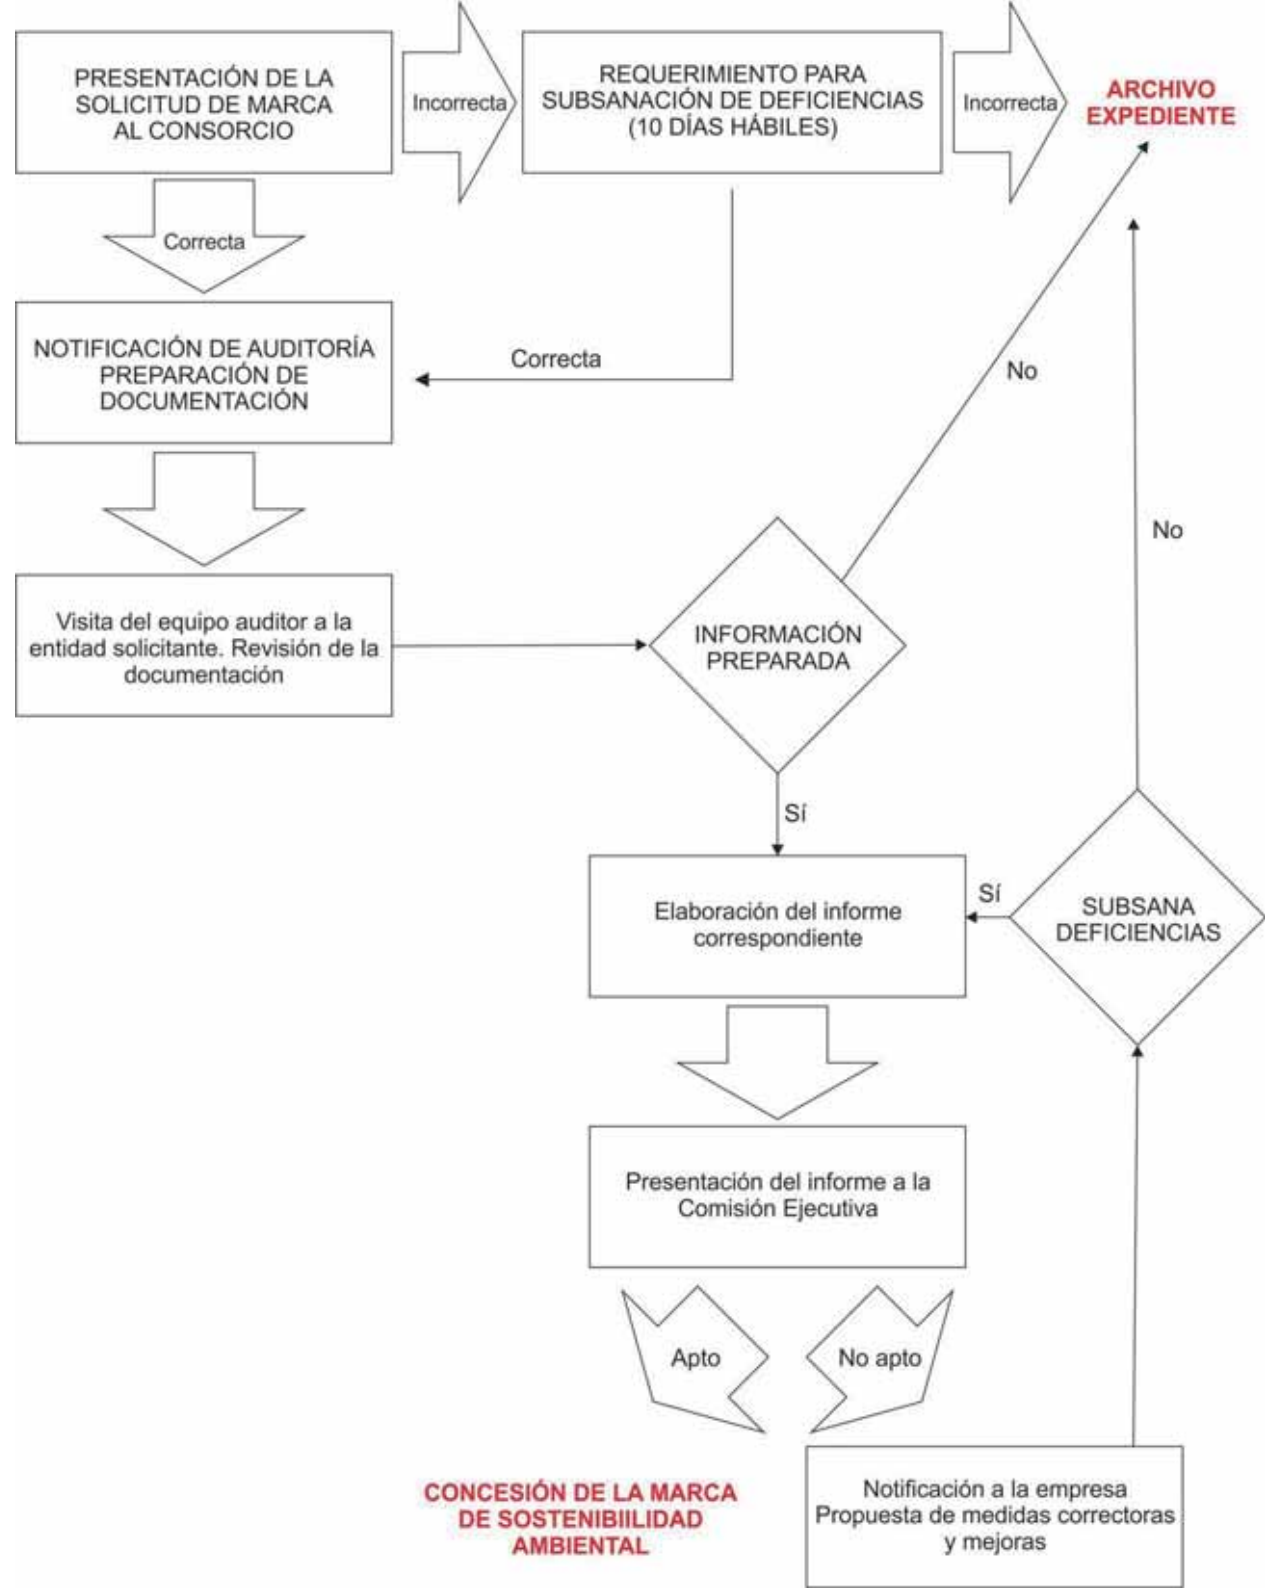 PRESENTACIÓN DE LA
SOLICITUD DE MARCA
AL CONSORCIO
Incorrecta
REQUERIMIENTO PARA
SUBSANACIÓN DE DEFICIENCIAS
(10 DÍAS HÁBILES)
Incorrecta
ARCHIVO
EXPEDIENTE
Correcta
NOTIFICACIÓN DE AUDITORÍA
PREPARACIÓN DE
DOCUMENTACIÓN
Correcta
No
No
Visita del equipo auditor a la
entidad solicitante. Revisión de la
documentación
INFORMACIÓN
PREPARADA
Sí
Elaboración del informe
correspondiente
Sí
SUBSANA
DEFICIENCIAS
Presentación del informe a la
Comisión Ejecutiva
Apto
No apto
CONCESIÓN DE LA MARCA
DE SOSTENIBIILIDAD
AMBIENTAL
Notificación a la empresa
Propuesta de medidas correctoras
y mejoras